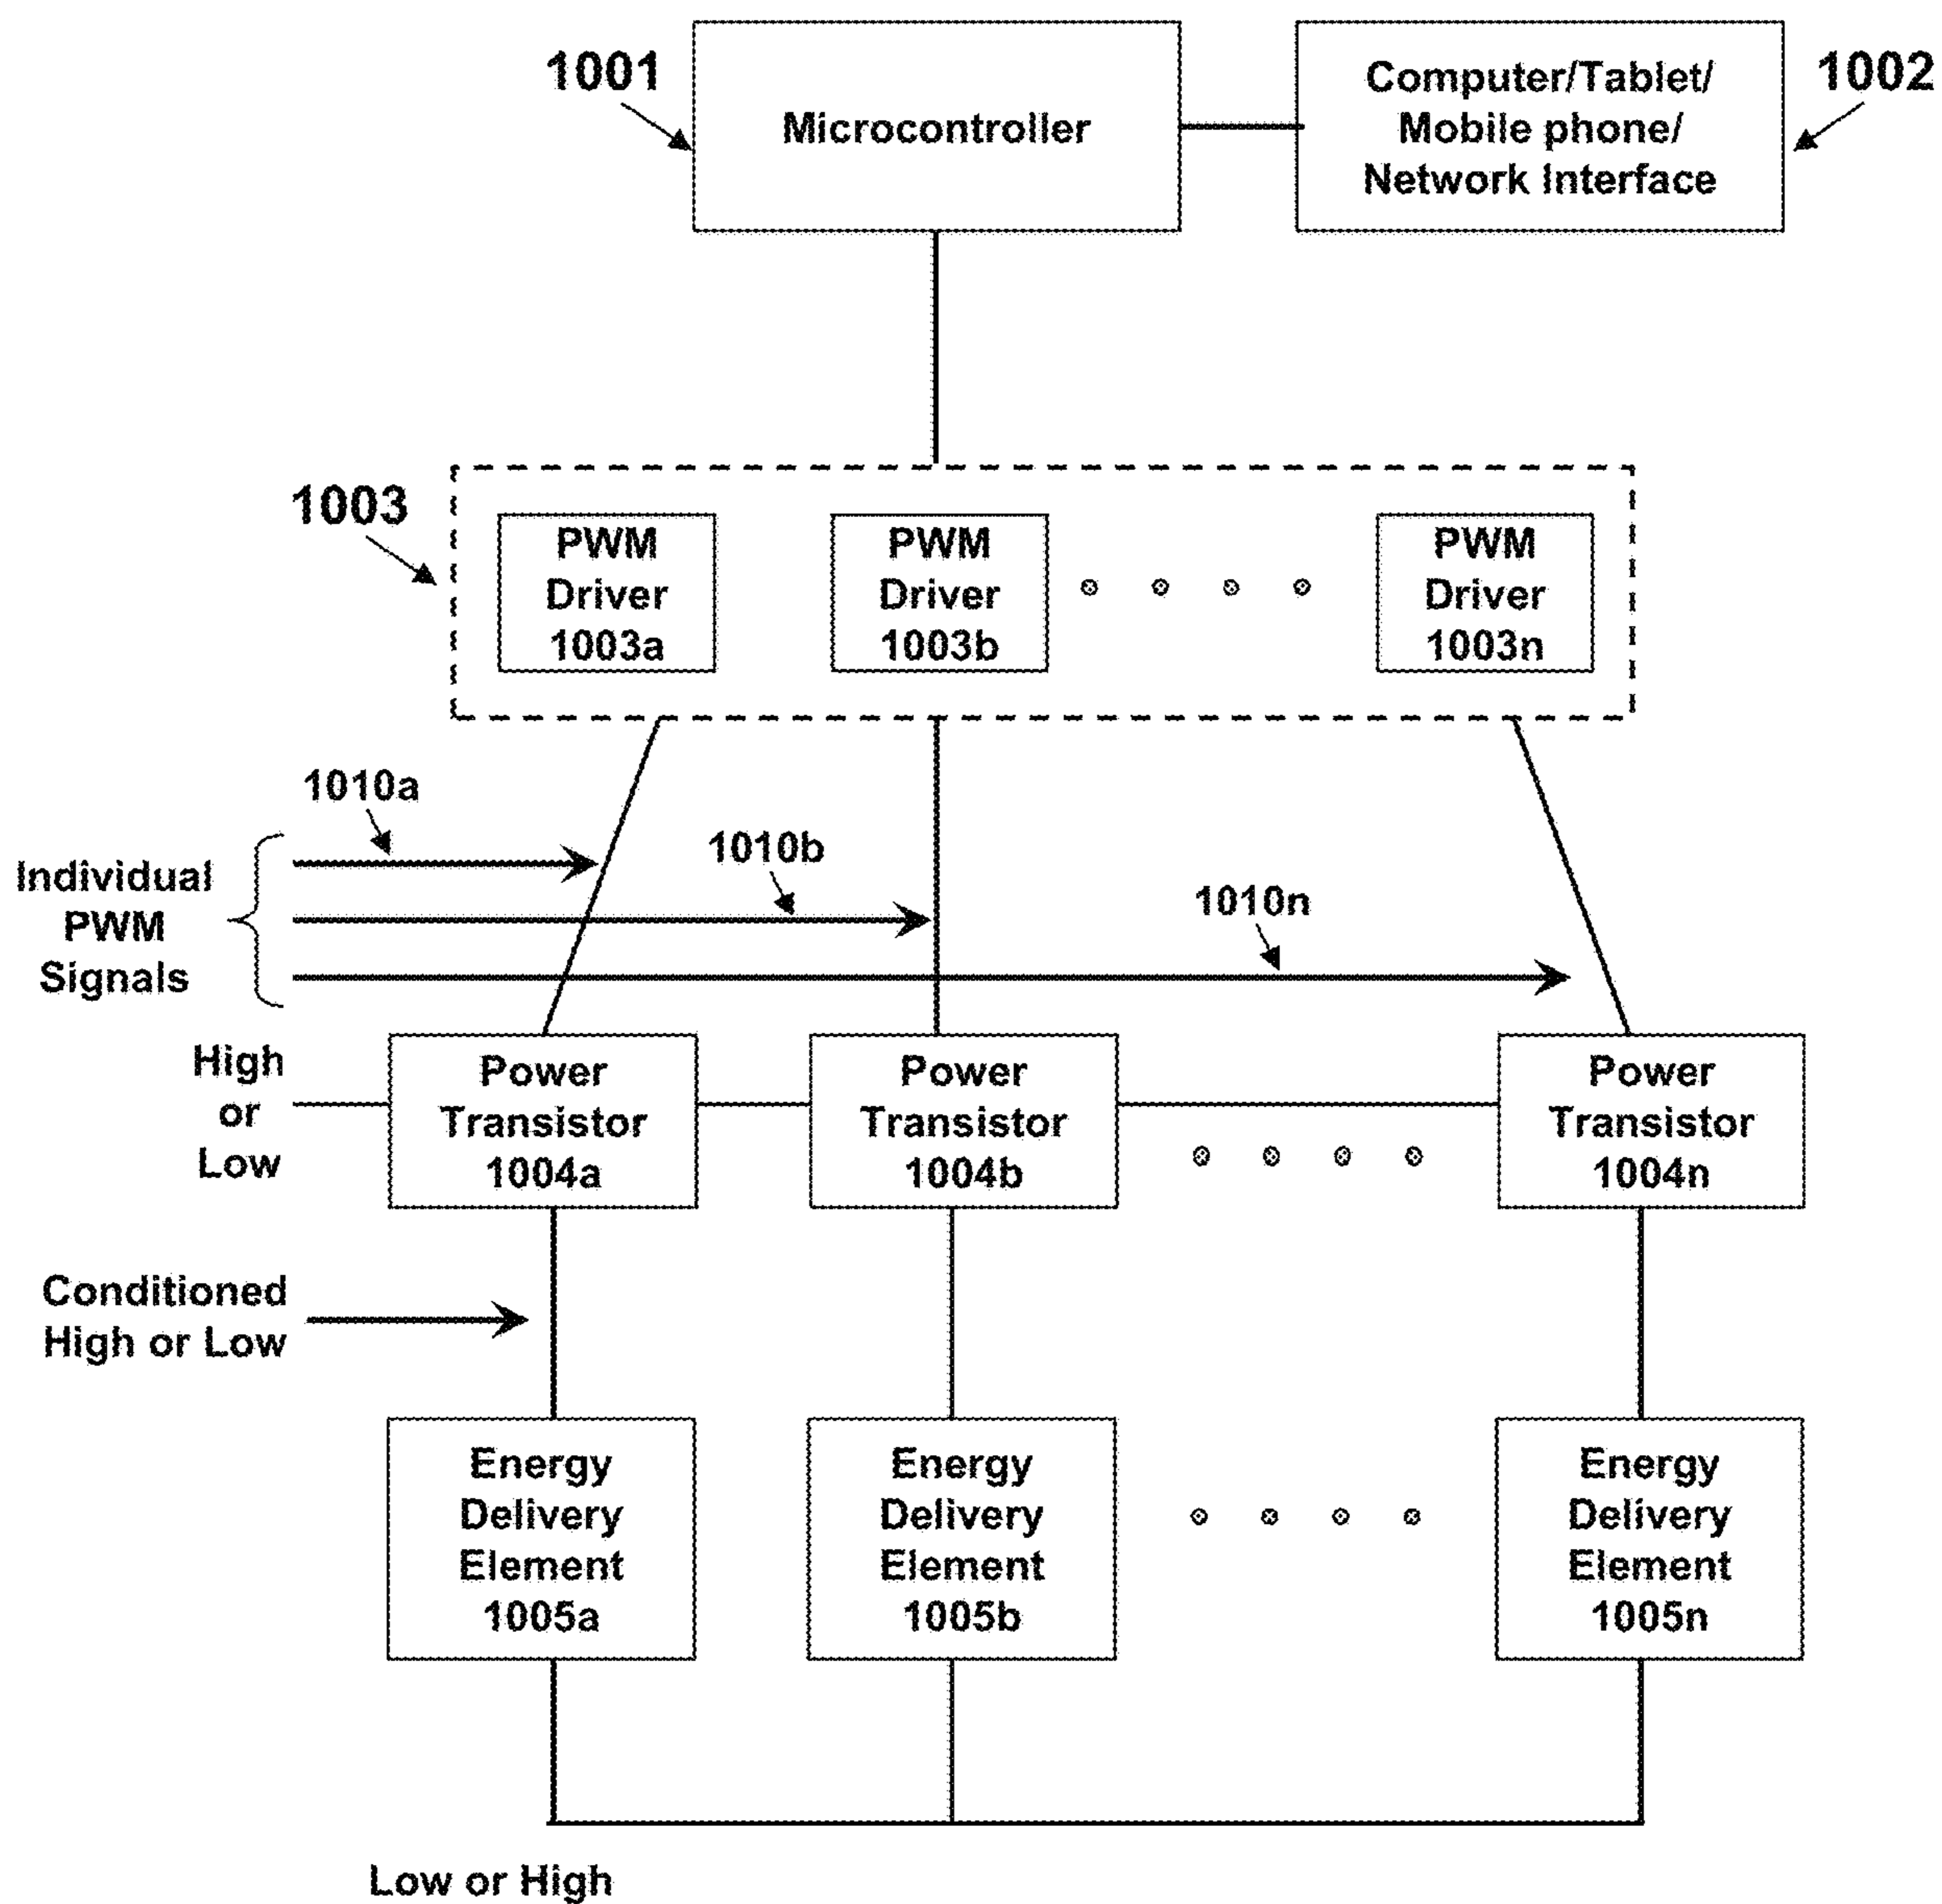 1001
Microcontroller
Computer/Tablet/
Mobile phone/
Network Interface
1002
1003
PWM
Driver
1003a
PWM
Driver
1003b
PWM
Driver
1003n
1010a
1010b
1010n
Individual
PWM
Signals
High
or
Low
Power
Transistor
1004a
Power
Transistor
1004b
Power
Transistor
1004n
Conditioned
High or Low
Energy
Delivery
Element
1005a
Energy
Delivery
Element
1005b
Energy
Delivery
Element
1005n
Low or High